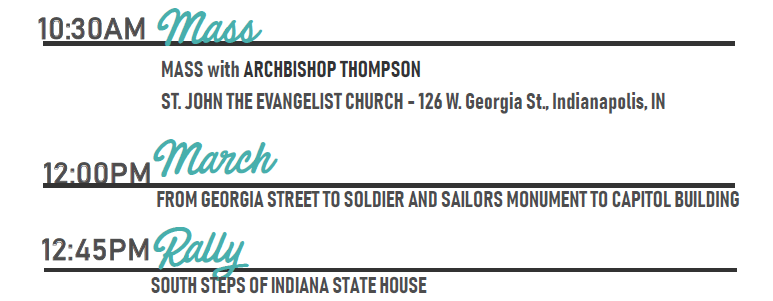 10:30AM Mass
MASS with ARCHBISHOP THOMPSON
ST. JOHN THE EVANGELIST CHURCH - 126 W. Georgia St., Indianapolis, IN
12:00PM March
FROM GEORGIA STREET TO SOLDIER AND SAILORS MONUMENT TO CAPITOL BUILDING
12:45PM Rally
SOUTH STEPS OF INDIANA STATE HOUSE